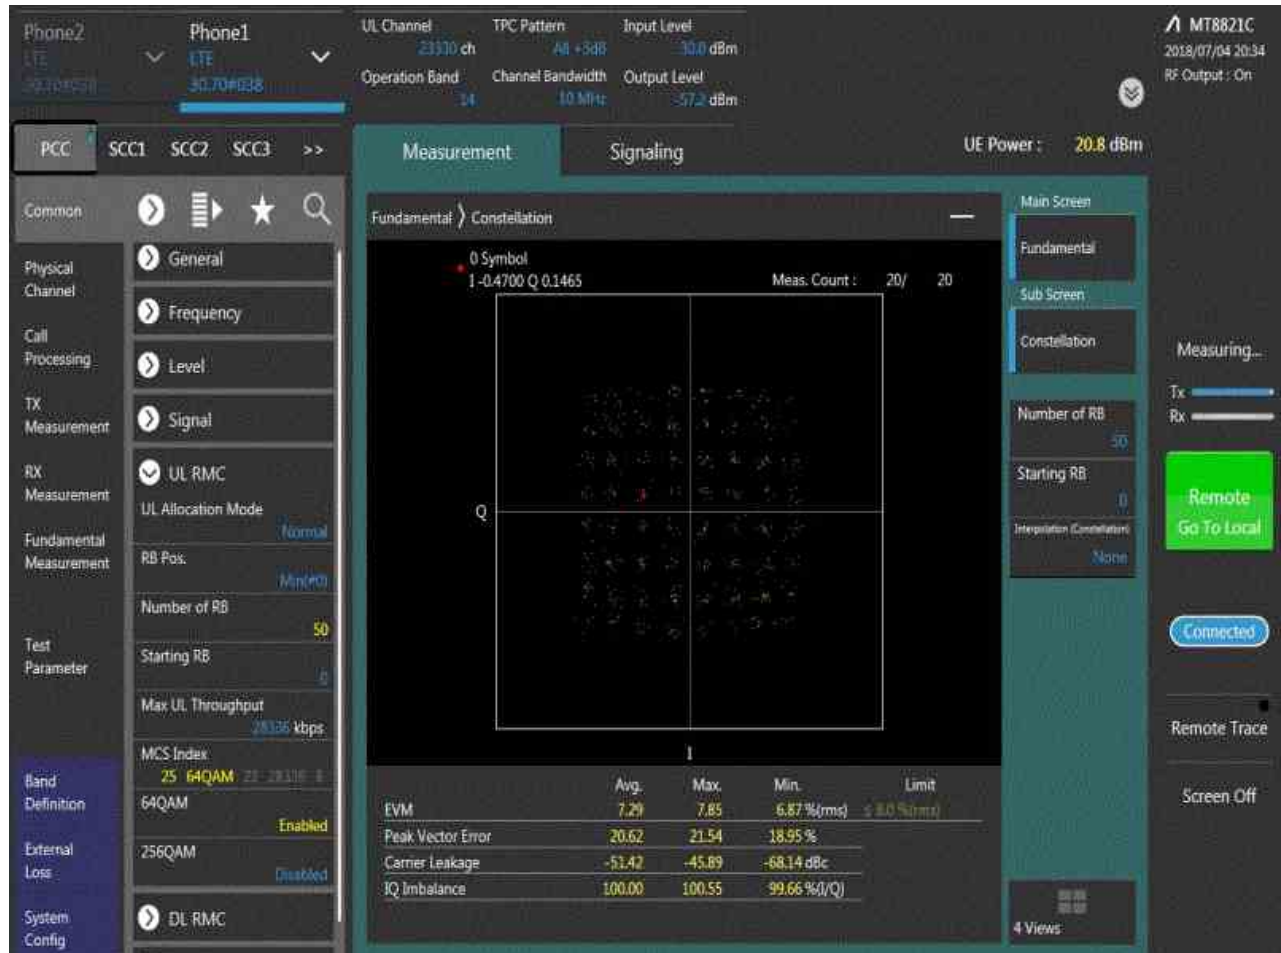 Phone2
LTE
Phone1
LTE
30.70#038
UL Channel
23330 ch
TPC Pattern
All +3dB
Input Level
30.0 dBm
Operation Band
14
Channel Bandwidth
10 MHz
Output Level
-57.2 dBm
MT8821C
2018/07/04 20:34
RF Output : On
PCC
SCC1
SCC2
SCC3
>>
Measurement
Signaling
UE Power : 20.8 dBm
Common
Physical
Channel
Call
Processing
TX
Measurement
RX
Measurement
Fundamental
Measurement
Test
Parameter
Band
Definition
External
Loss
System
Config
General
Frequency
Level
Signal
UL RMC
UL Allocation Mode
Normal
RB Pos.
Min(#0)
Number of RB
50
Starting RB
0
Max UL Throughput
28336 kbps
MCS Index
25 64QAM
64QAM
Enabled
256QAM
Disabled
DL RMC
Fundamental 〉 Constellation
0 Symbol
I -0.4700 Q 0.1465
Meas. Count : 20/ 20
Q
I
Avg. Max. Min. Limit
EVM 7.29 7.85 6.87 %(rms) ≤ 8.0 %(rms)
Peak Vector Error 20.62 21.54 18.95 %
Carrier Leakage -51.42 -45.89 -68.14 dBc
IQ Imbalance 100.00 100.55 99.66 %(I/Q)
Main Screen
Fundamental
Sub Screen
Constellation
Number of RB
50
Starting RB
0
Interpolation (Constellation)
None
4 Views
Measuring...
Tx
Rx
Remote
Go To Local
Connected
Remote Trace
Screen Off